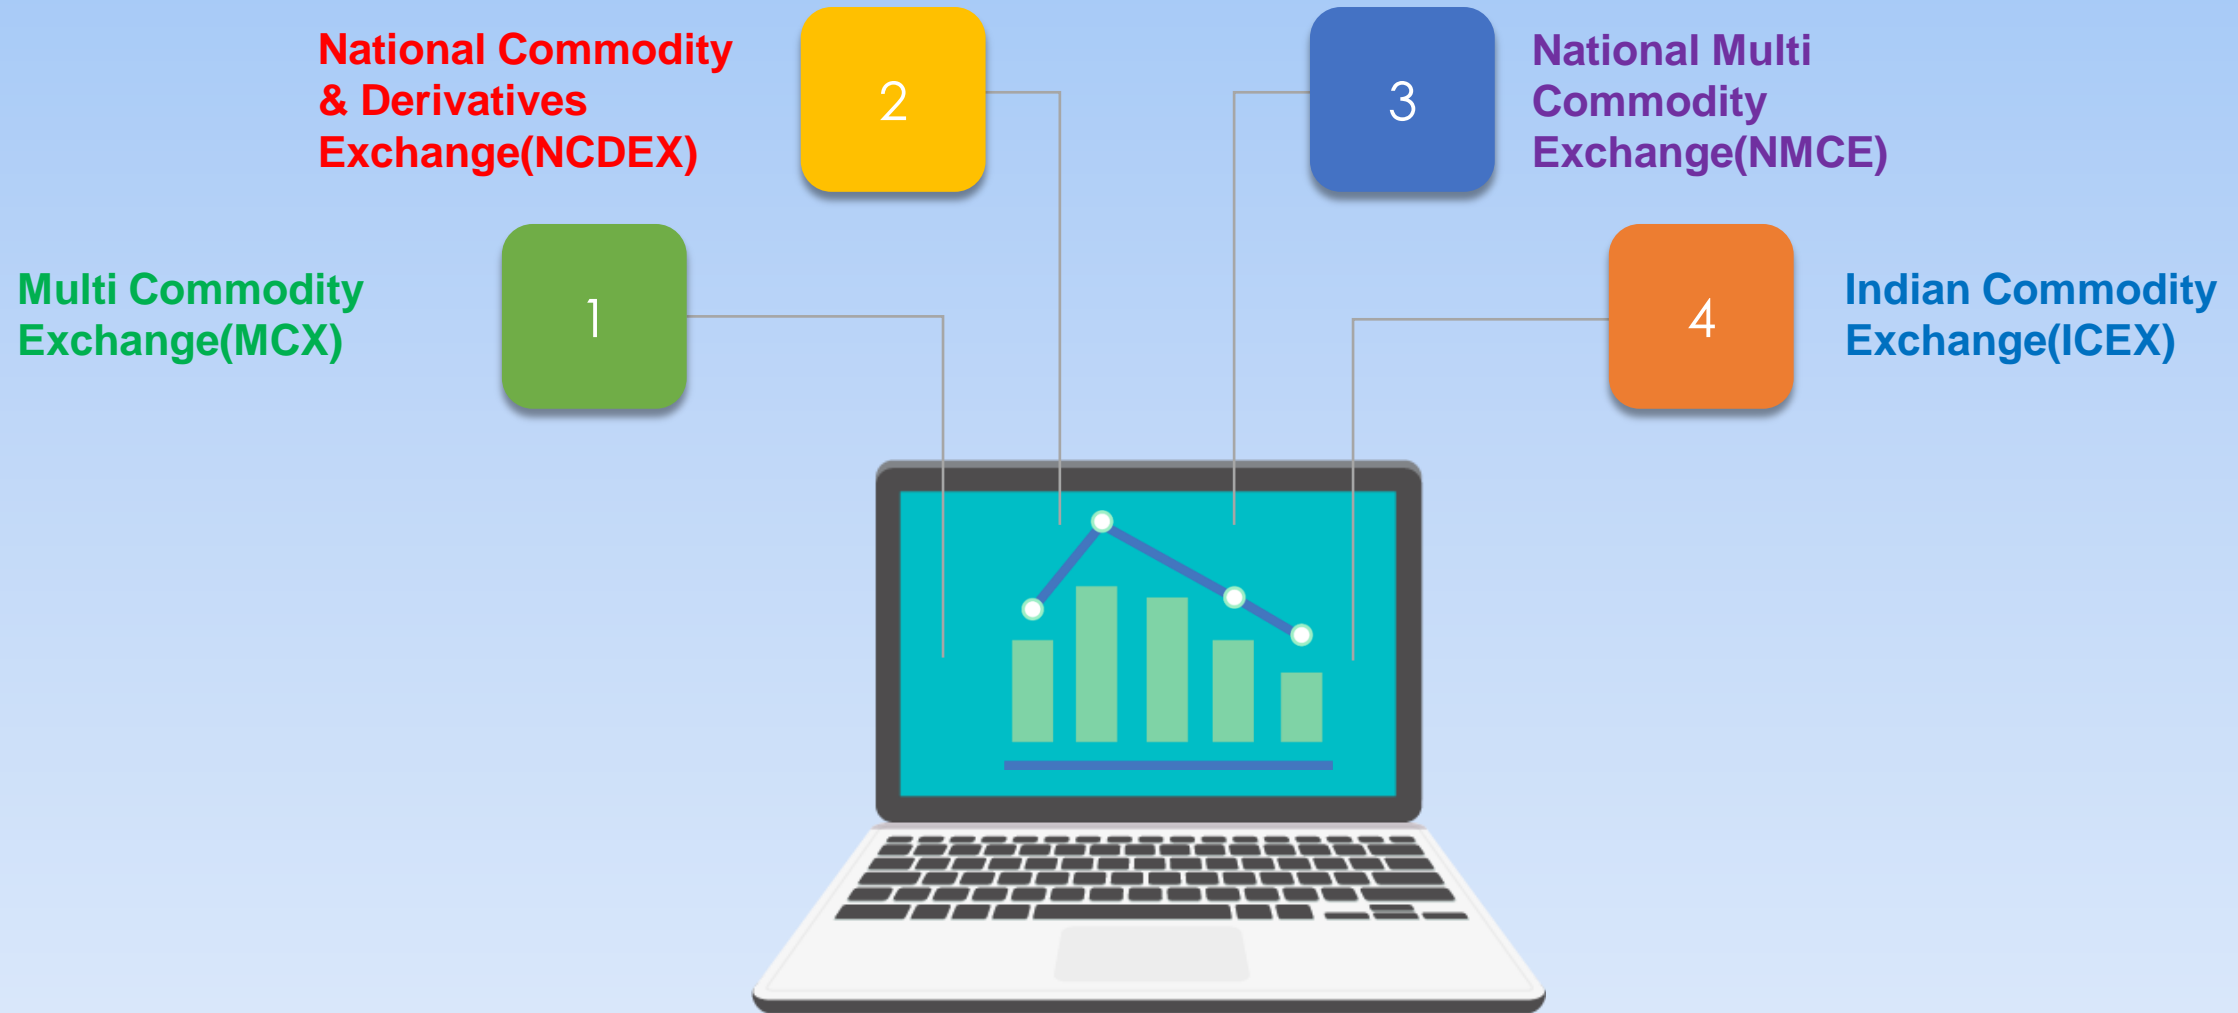 National Commodity
& Derivatives
Exchange(NCDEX)
2
3
National Multi
Commodity
Exchange(NMCE)
Multi Commodity
Exchange(MCX)
1
4
Indian Commodity
Exchange(ICEX)